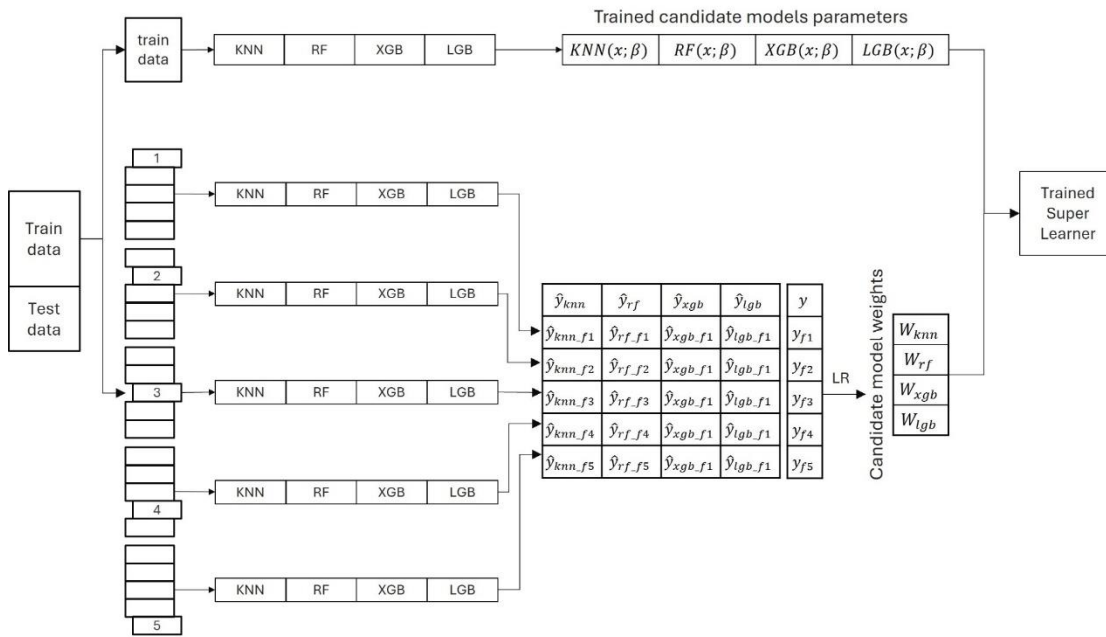 Trained candidate models parameters
train
data
KNN RF XGB LGB
KNN(x;β) RF(x;β) XGB(x;β) LGB(x;β)
1
KNN RF XGB LGB
Train
data
Test
data
Trained
Super
Learner
2
KNN RF XGB LGB
3
KNN RF XGB LGB
4
KNN RF XGB LGB
5
KNN RF XGB LGB
ŷ_knn ŷ_rf ŷ_xgb ŷ_lgb y
ŷ_knn_f1 ŷ_rf_f1 ŷ_xgb_f1 ŷ_lgb_f1 y_f1
ŷ_knn_f2 ŷ_rf_f2 ŷ_xgb_f1 ŷ_lgb_f1 y_f2
ŷ_knn_f3 ŷ_rf_f3 ŷ_xgb_f1 ŷ_lgb_f1 y_f3
ŷ_knn_f4 ŷ_rf_f4 ŷ_xgb_f1 ŷ_lgb_f1 y_f4
ŷ_knn_f5 ŷ_rf_f5 ŷ_xgb_f1 ŷ_lgb_f1 y_f5
LR
Candidate model weights
W_knn
W_rf
W_xgb
W_lgb